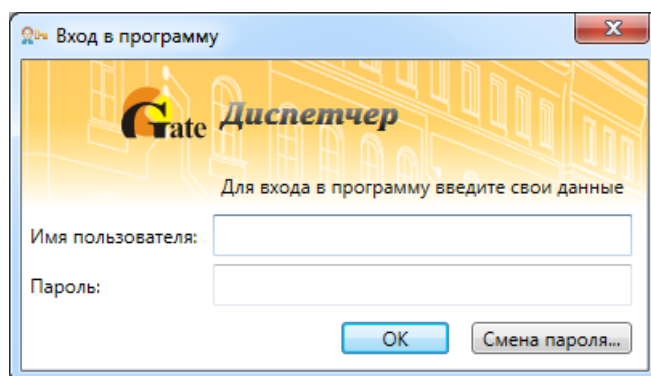 Вход в программу
Gate Диспетчер
Для входа в программу введите свои данные
Имя пользователя:
Пароль:
OK Смена пароля...